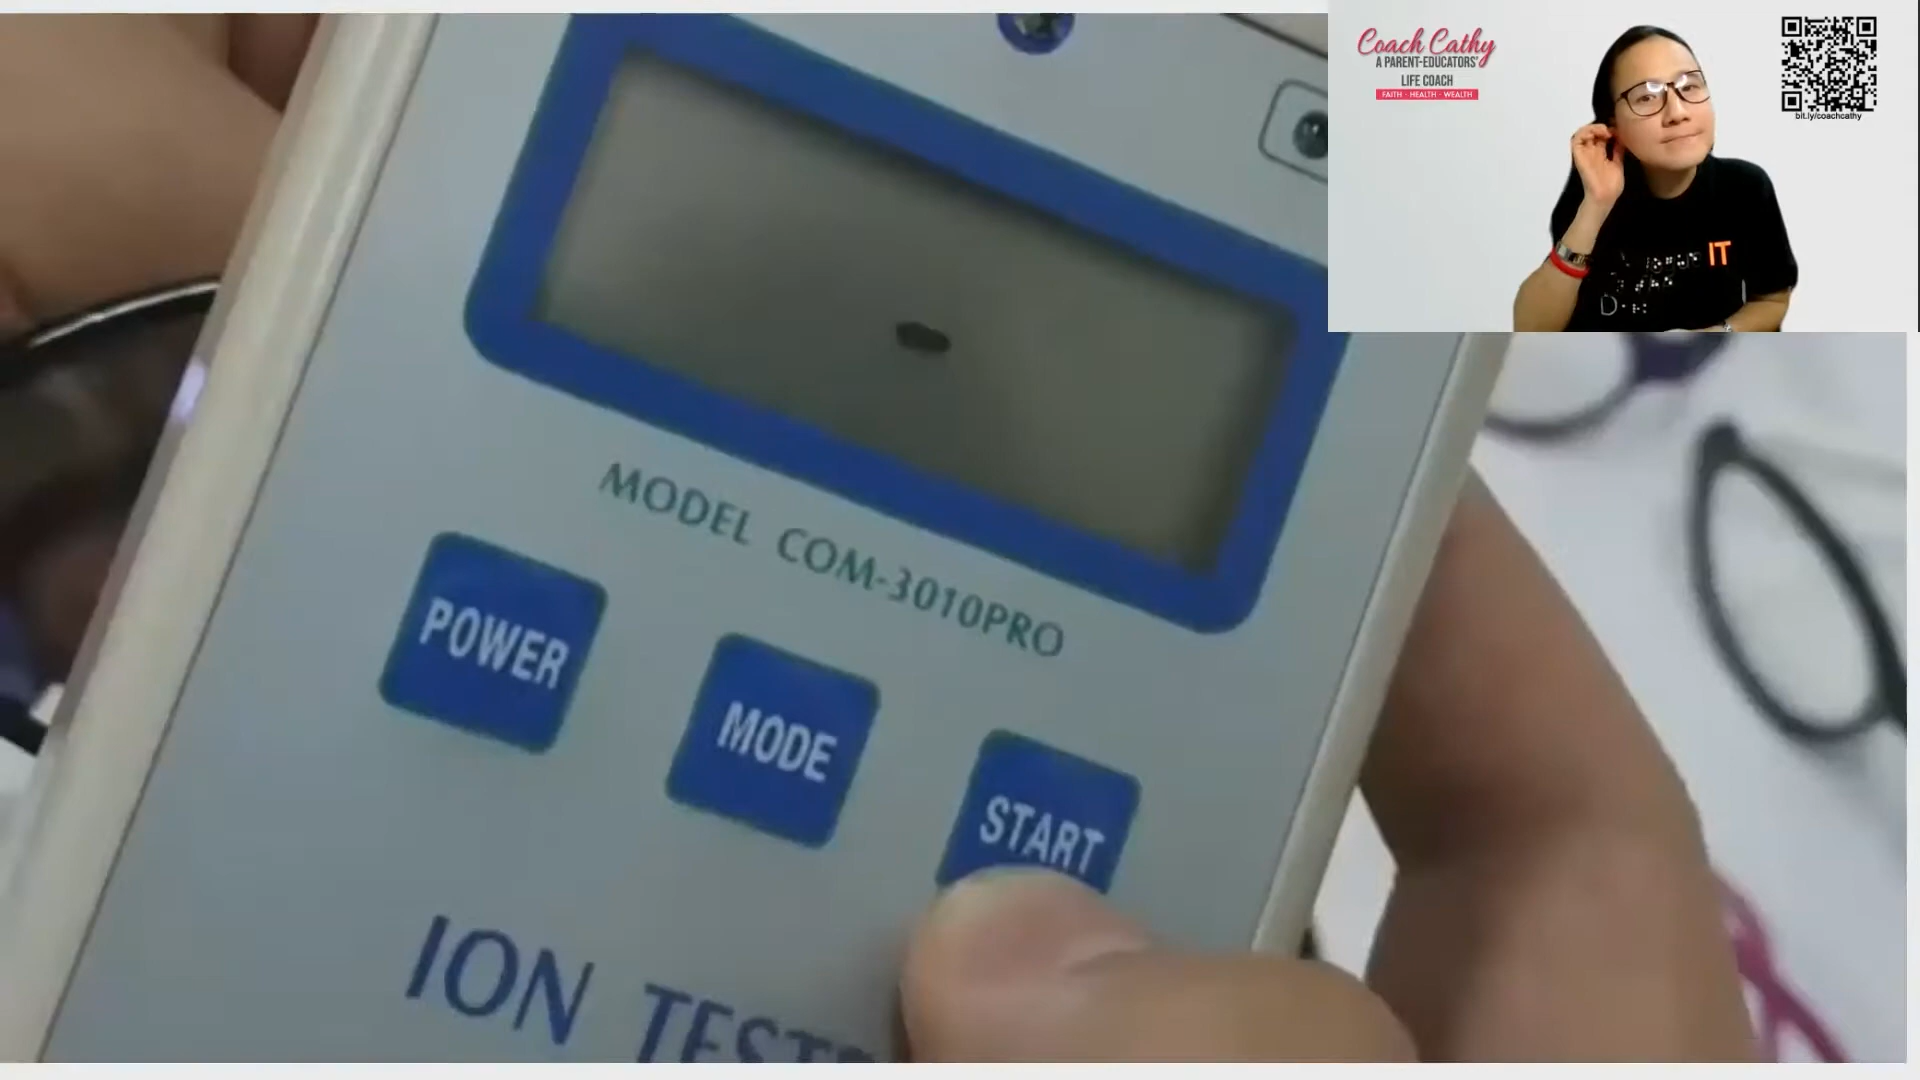 MODEL COM-3010PRO
POWER
MODE
START
ION
Coach Cathy
A PARENT-EDUCATORS'
LIFE COACH
FAITH - HEALTH - WEALTH
bit.ly/coachcathy
IT